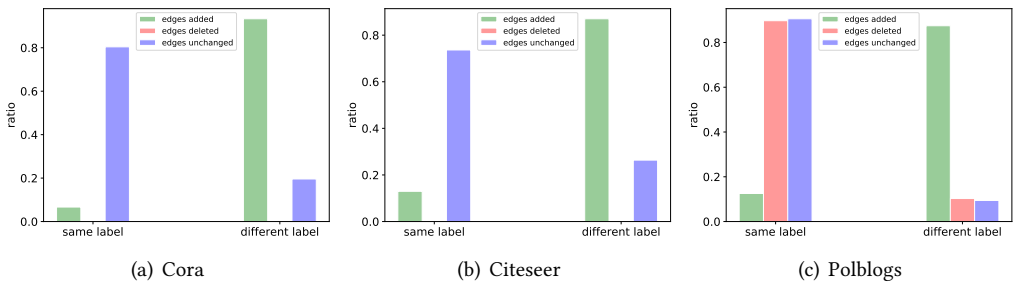 edges added
edges deleted
edges unchanged
0.8
0.6
0.4
0.2
0.0
ratio
same label
different label
(a) Cora
edges added
edges deleted
edges unchanged
0.8
0.6
0.4
0.2
0.0
ratio
same label
different label
(b) Citeseer
edges added
edges deleted
edges unchanged
0.8
0.6
0.4
0.2
0.0
ratio
same label
different label
(c) Polblogs